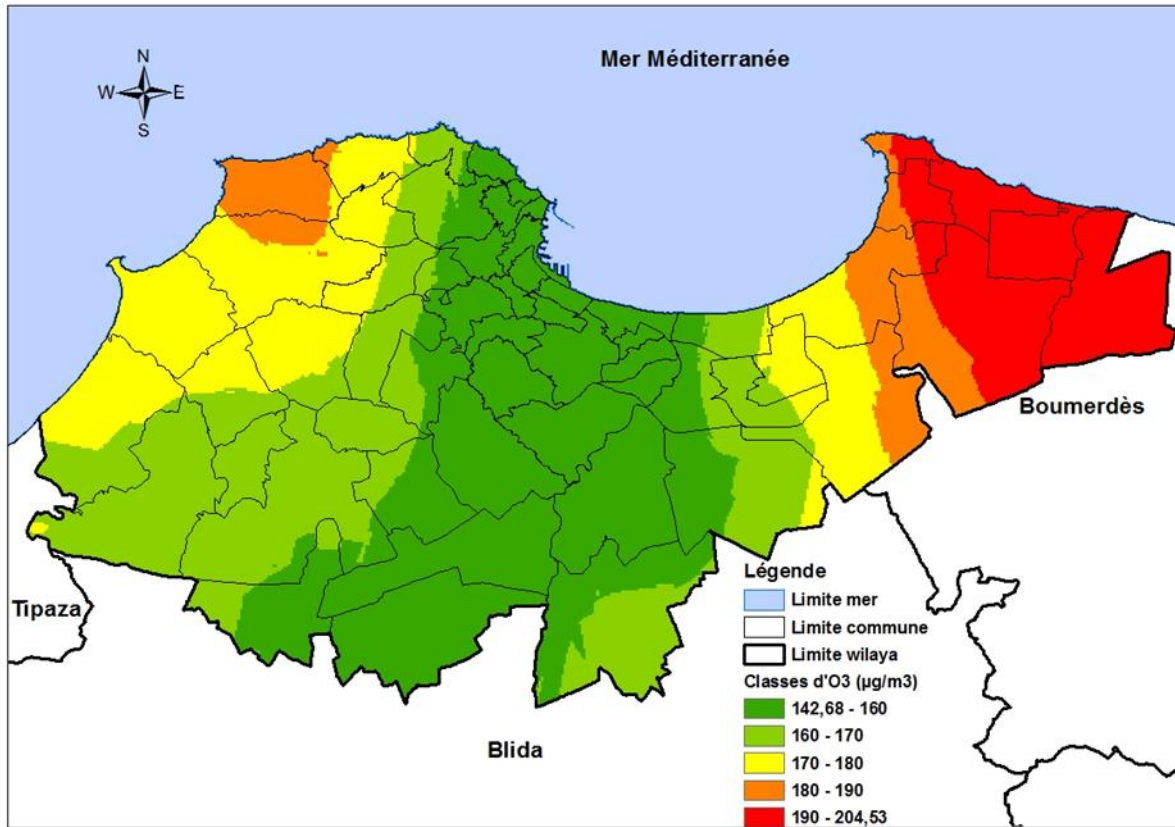 Mer Méditerranée
N
W E
S
Boumerdès
Tipaza
Blida
Légende
Limite mer
Limite commune
Limite wilaya
Classes d'O3 (µg/m3)
142,68 - 160
160 - 170
170 - 180
180 - 190
190 - 204,53